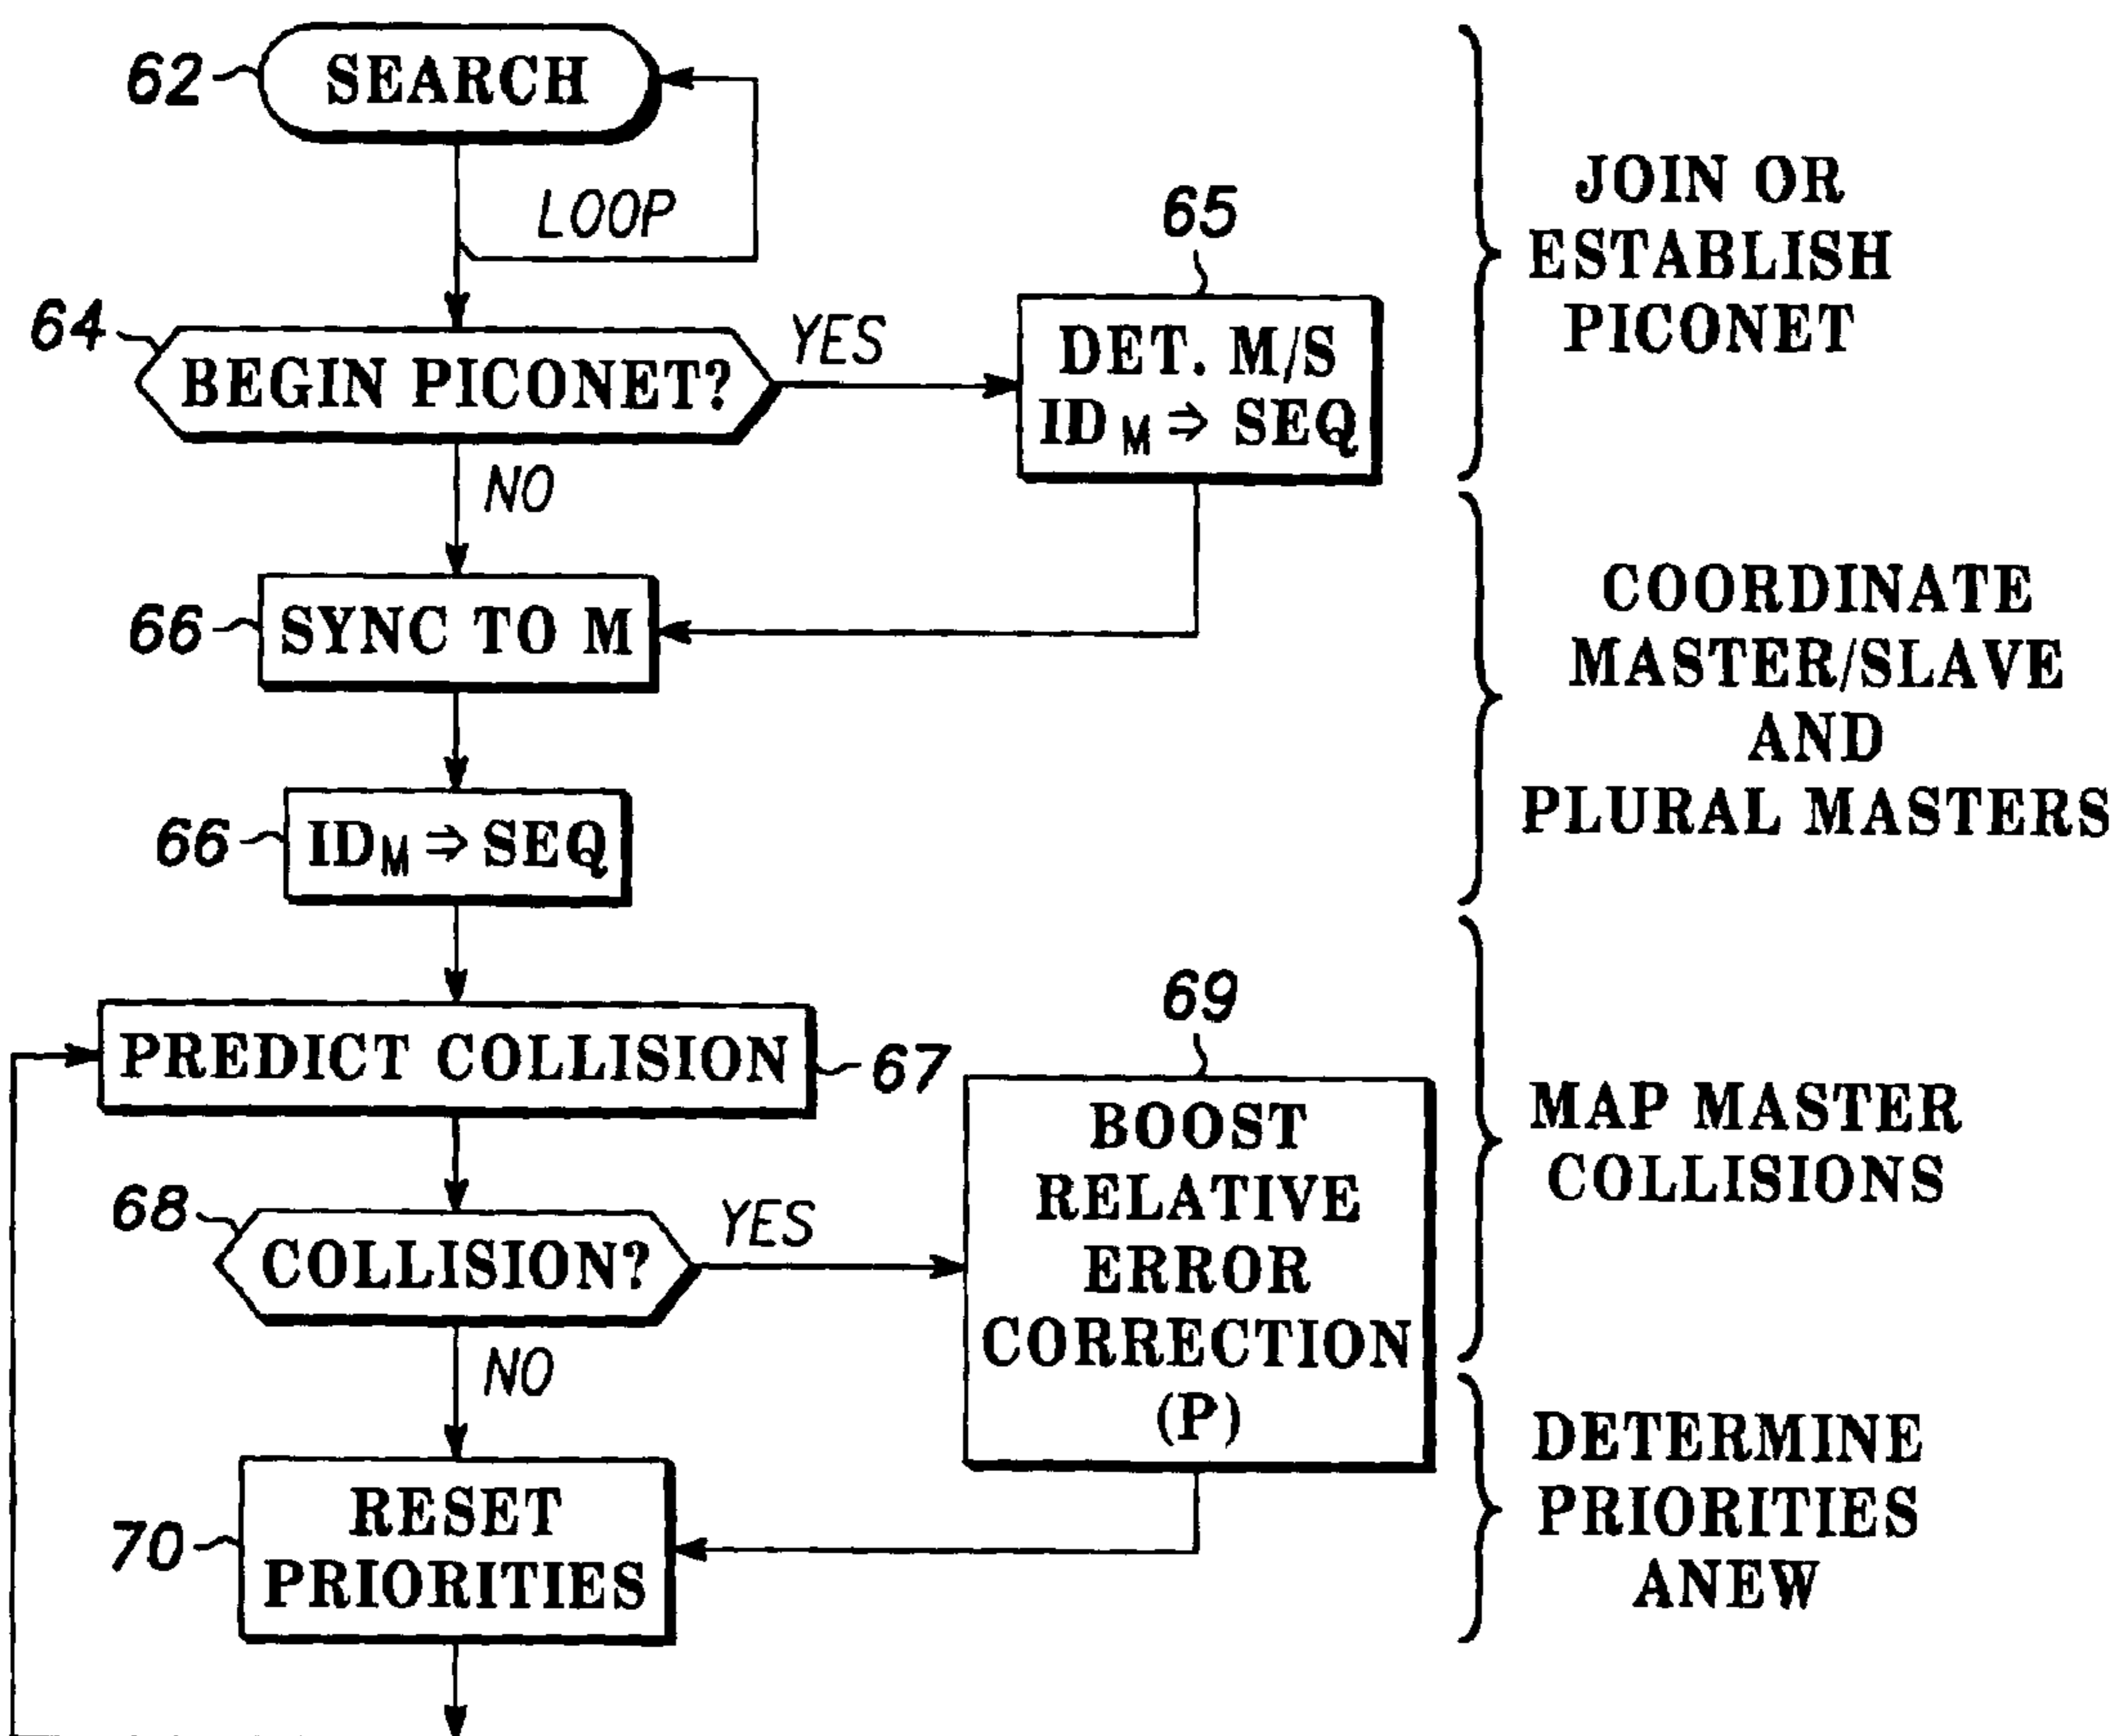 62
SEARCH
LOOP
64
BEGIN PICONET?
YES
65
DET. M/S
IDM ⇒ SEQ
NO
66
SYNC TO M
66
IDM ⇒ SEQ
PREDICT COLLISION
67
68
COLLISION?
YES
69
BOOST
RELATIVE
ERROR
CORRECTION
(P)
NO
70
RESET
PRIORITIES
JOIN OR
ESTABLISH
PICONET
COORDINATE
MASTER/SLAVE
AND
PLURAL MASTERS
MAP MASTER
COLLISIONS
DETERMINE
PRIORITIES
ANEW